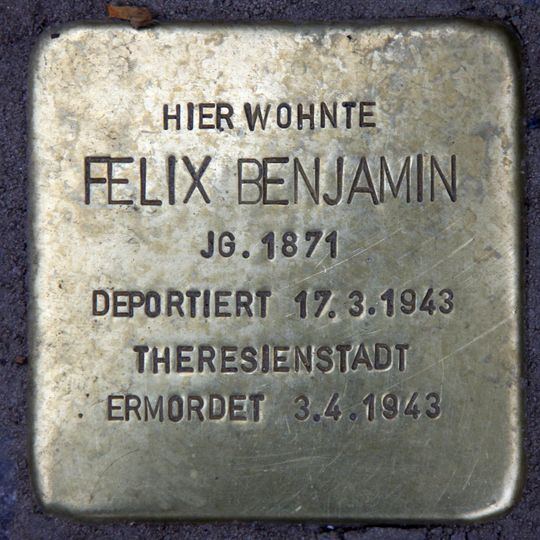 HIER WOHNTE
FELIX BENJAMIN
JG. 1871
DEPORTIERT 17.3.1943
THERESIENSTADT
ERMORDET 3.4.1943